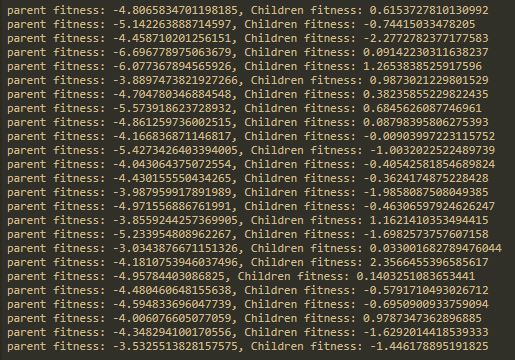 parent fitness: -4.8065834701198185, Children fitness: 0.6153727810130992
parent fitness: -5.142263888714597, Children fitness: -0.74415033478205
parent fitness: -4.458710201256151, Children fitness: -2.2772782377177583
parent fitness: -6.696778975063679, Children fitness: 0.09142230311638237
parent fitness: -6.077367894565926, Children fitness: 1.2653838525917596
parent fitness: -3.8897473821927266, Children fitness: 0.9873021229801529
parent fitness: -4.704780346884548, Children fitness: 0.38235855229822435
parent fitness: -5.573918623728932, Children fitness: 0.6845626087746961
parent fitness: -4.861259736002515, Children fitness: 0.08798395806275393
parent fitness: -4.166836871146817, Children fitness: -0.00903997223115752
parent fitness: -5.4273426403394005, Children fitness: -1.0032022522489739
parent fitness: -4.043064375072554, Children fitness: -0.40542581854689824
parent fitness: -4.430155550434265, Children fitness: -0.3624174875228428
parent fitness: -3.987959917891989, Children fitness: -1.9858087508049385
parent fitness: -4.971556886761991, Children fitness: -0.46306597924626247
parent fitness: -3.8559244257369905, Children fitness: 1.1621410353494415
parent fitness: -5.233954808962267, Children fitness: -1.6982573757607158
parent fitness: -3.0343876671151326, Children fitness: 0.033001682789476044
parent fitness: -4.1810753946037496, Children fitness: 2.3566455396585617
parent fitness: -4.95784403086825, Children fitness: 0.1403251083653441
parent fitness: -4.480460648155638, Children fitness: -0.5791710493026712
parent fitness: -4.594833696047739, Children fitness: -0.6950900933759094
parent fitness: -4.006076605077059, Children fitness: 0.9787347362896885
parent fitness: -4.348294100170556, Children fitness: -1.6292014418539333
parent fitness: -3.5325513828157575, Children fitness: -1.446178895191825